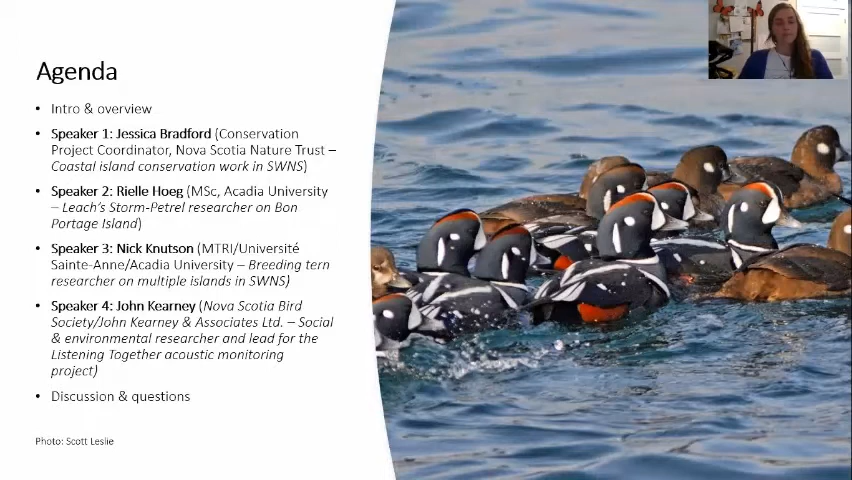 Agenda
• Intro & overview
• Speaker 1: Jessica Bradford (Conservation
Project Coordinator, Nova Scotia Nature Trust –
Coastal island conservation work in SWNS)
• Speaker 2: Rielle Hoeg (MSc, Acadia University
– Leach's Storm-Petrel researcher on Bon
Portage Island)
• Speaker 3: Nick Knutson (MTRI/Université
Sainte-Anne/Acadia University – Breeding tern
researcher on multiple islands in SWNS)
• Speaker 4: John Kearney (Nova Scotia Bird
Society/John Kearney & Associates Ltd. – Social
& environmental researcher and lead for the
Listening Together acoustic monitoring
project)
• Discussion & questions
Photo: Scott Leslie